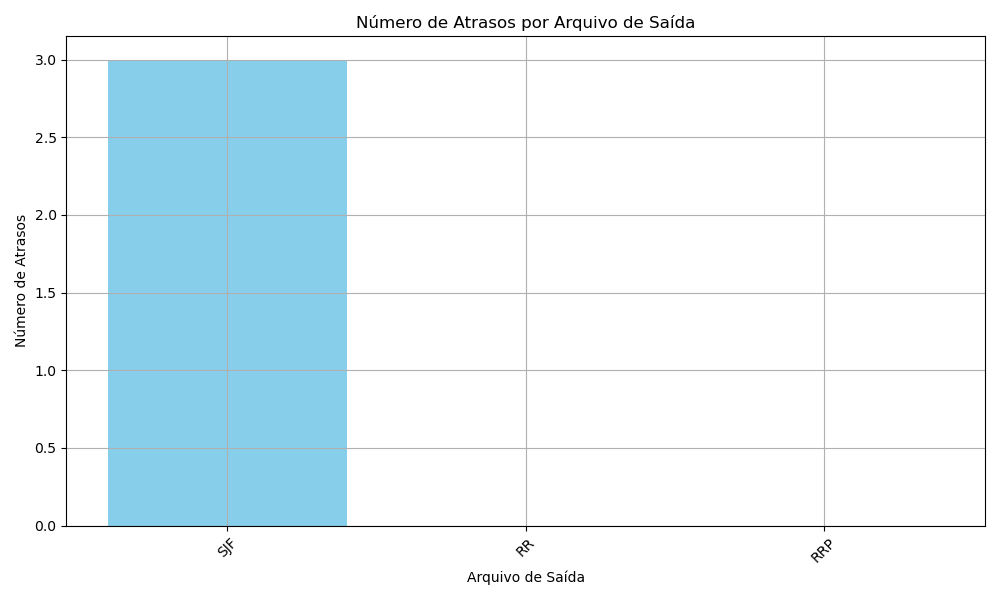 Número de Atrasos por Arquivo de Saída
Número de Atrasos
3.0
2.5
2.0
1.5
1.0
0.5
0.0
SJF
RR
RRP
Arquivo de Saída